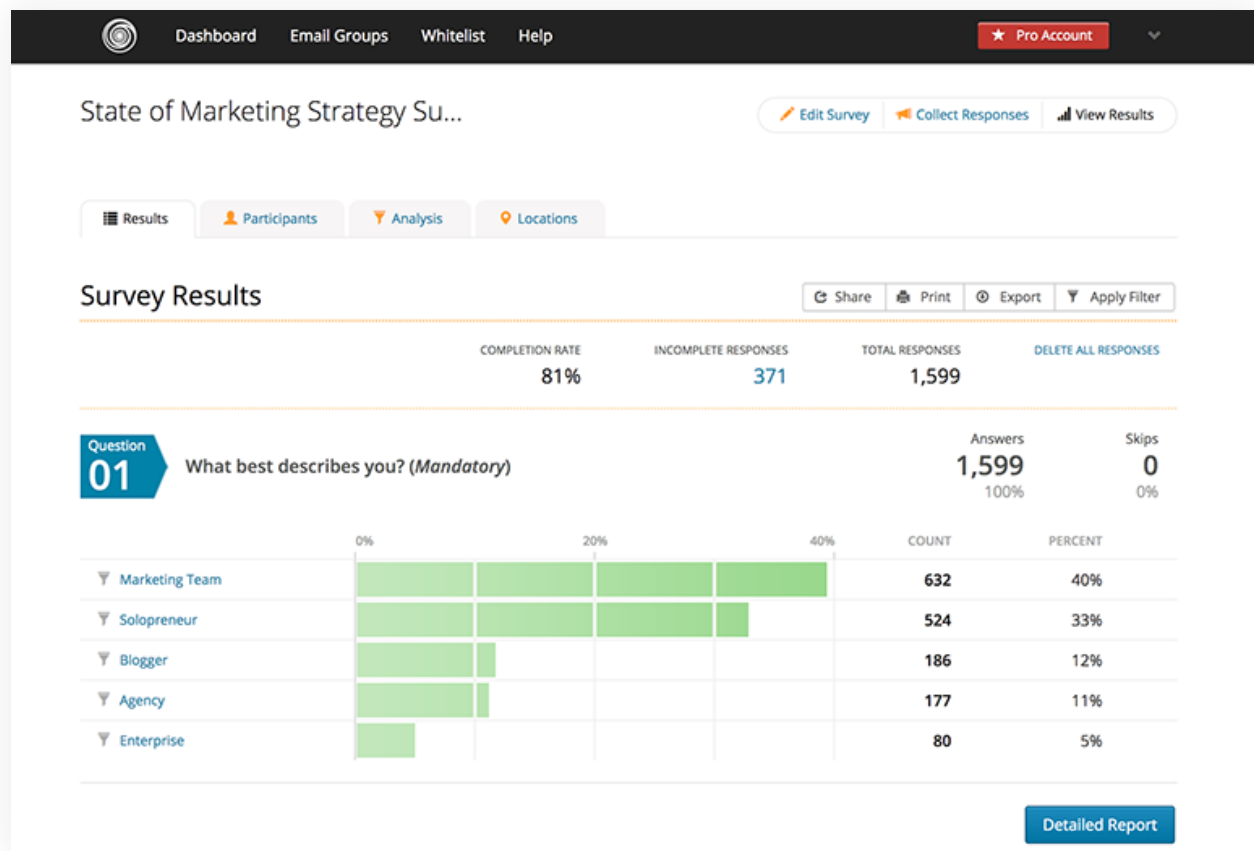 Dashboard Email Groups Whitelist Help Pro Account
State of Marketing Strategy Su...
Edit Survey Collect Responses View Results
Results Participants Analysis Locations
Survey Results
Share Print Export Apply Filter
COMPLETION RATE INCOMPLETE RESPONSES TOTAL RESPONSES DELETE ALL RESPONSES
81% 371 1,599
Question
01
What best describes you? (Mandatory)
Answers Skips
1,599 0
100% 0%
0% 20% 40% COUNT PERCENT
Marketing Team 632 40%
Solopreneur 524 33%
Blogger 186 12%
Agency 177 11%
Enterprise 80 5%
Detailed Report